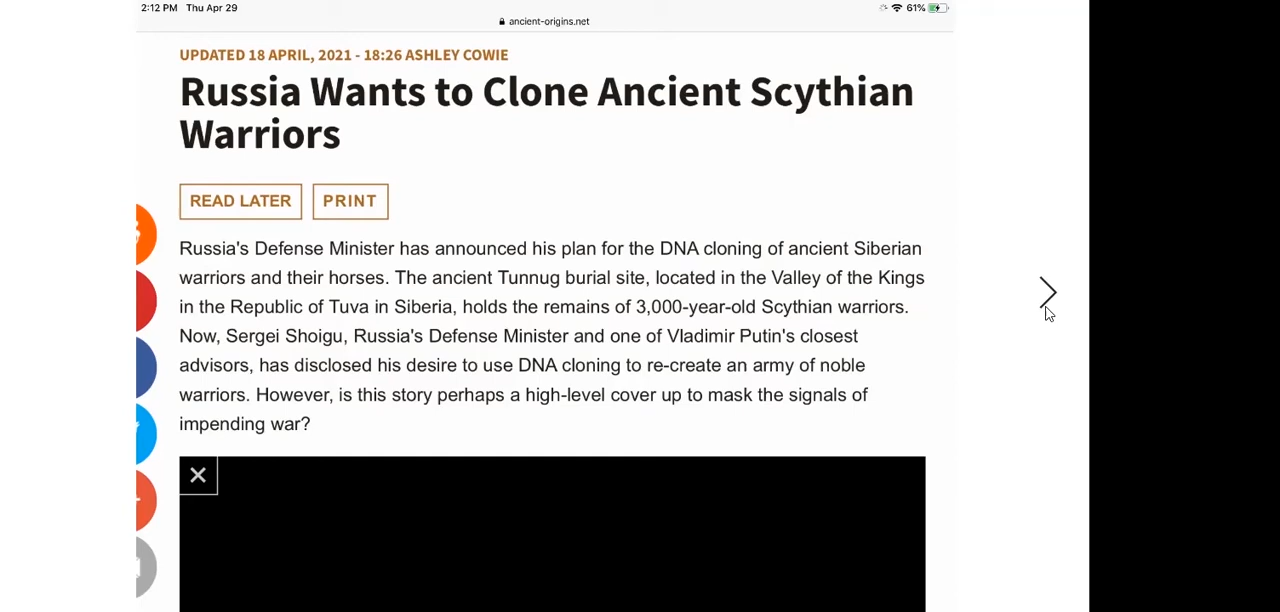 2:12 PM Thu Apr 29
61%
ancient-origins.net
UPDATED 18 APRIL, 2021 - 18:26 ASHLEY COWIE
Russia Wants to Clone Ancient Scythian
Warriors
READ LATER PRINT
Russia's Defense Minister has announced his plan for the DNA cloning of ancient Siberian
warriors and their horses. The ancient Tunnug burial site, located in the Valley of the Kings
in the Republic of Tuva in Siberia, holds the remains of 3,000-year-old Scythian warriors.
Now, Sergei Shoigu, Russia's Defense Minister and one of Vladimir Putin's closest
advisors, has disclosed his desire to use DNA cloning to re-create an army of noble
warriors. However, is this story perhaps a high-level cover up to mask the signals of
impending war?